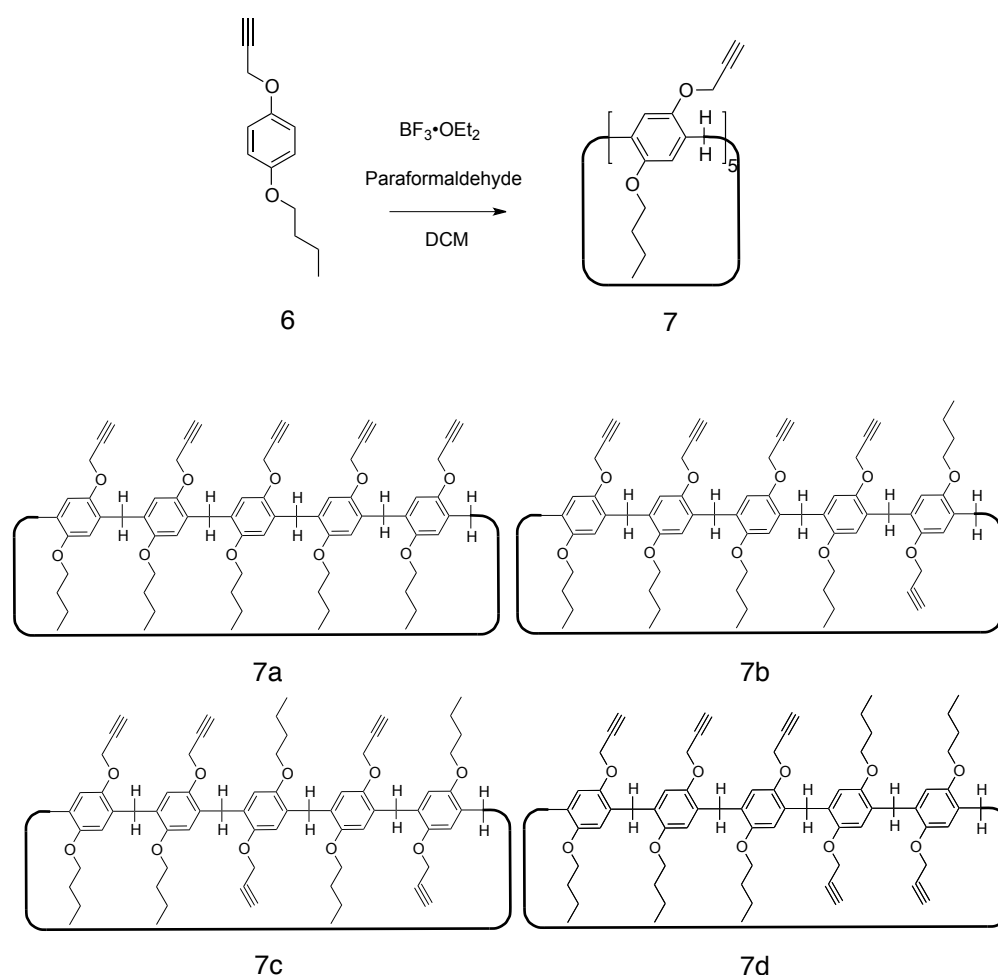 O
O
BF₃•OEt₂
Paraformaldehyde
DCM
O
H
H
5
O
6
7
O O O O O
H H H H H
H H H H H
O O O O O
7a
O O O O O
H H H H H
H H H H H
O O O O O
7b
O O O O O
H H H H H
H H H H H
O O O O O
7c
O O O O O
H H H H H
H H H H H
O O O O O
7d